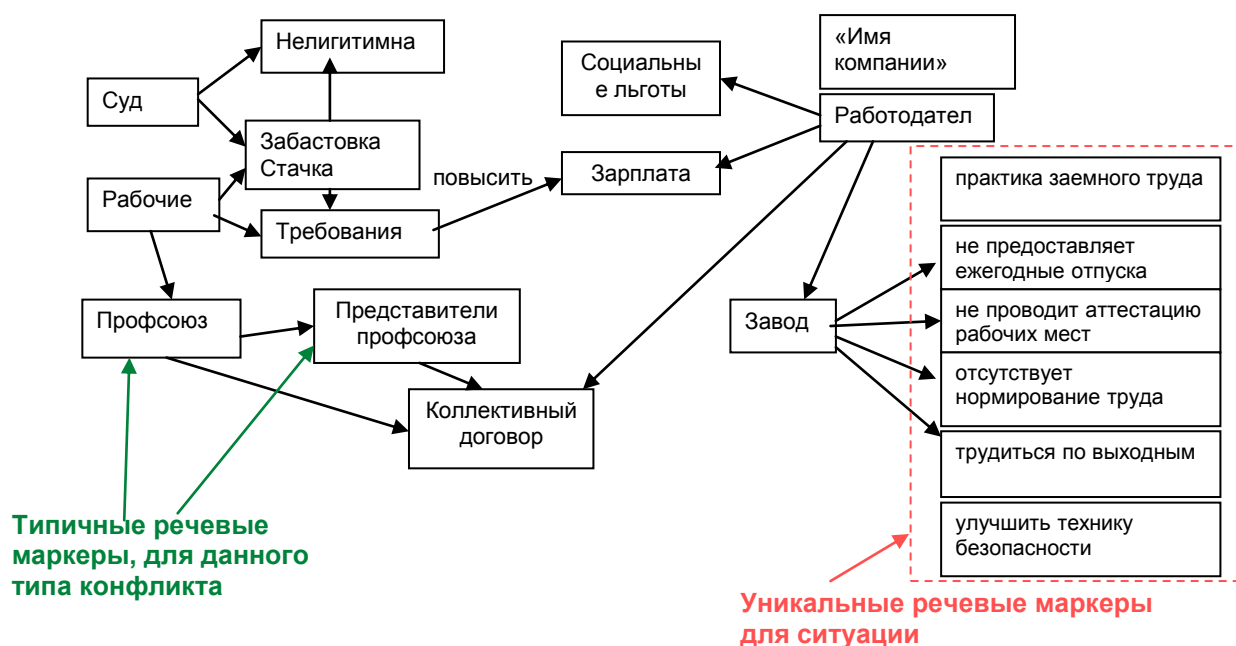 Нелигитимна
Суд
Забастовка
Стачка
Рабочие
Требования
повысить
Социальны
е льготы
«Имя
компании»
Работодател
Зарплата
Профсоюз
Представители
профсоюза
Коллективный
договор
Завод
практика заемного труда
не предоставляет
ежегодные отпуска
не проводит аттестацию
рабочих мест
отсутствует
нормирование труда
трудиться по выходным
улучшить технику
безопасности
Типичные речевые
маркеры, для данного
типа конфликта
Уникальные речевые маркеры
для ситуации